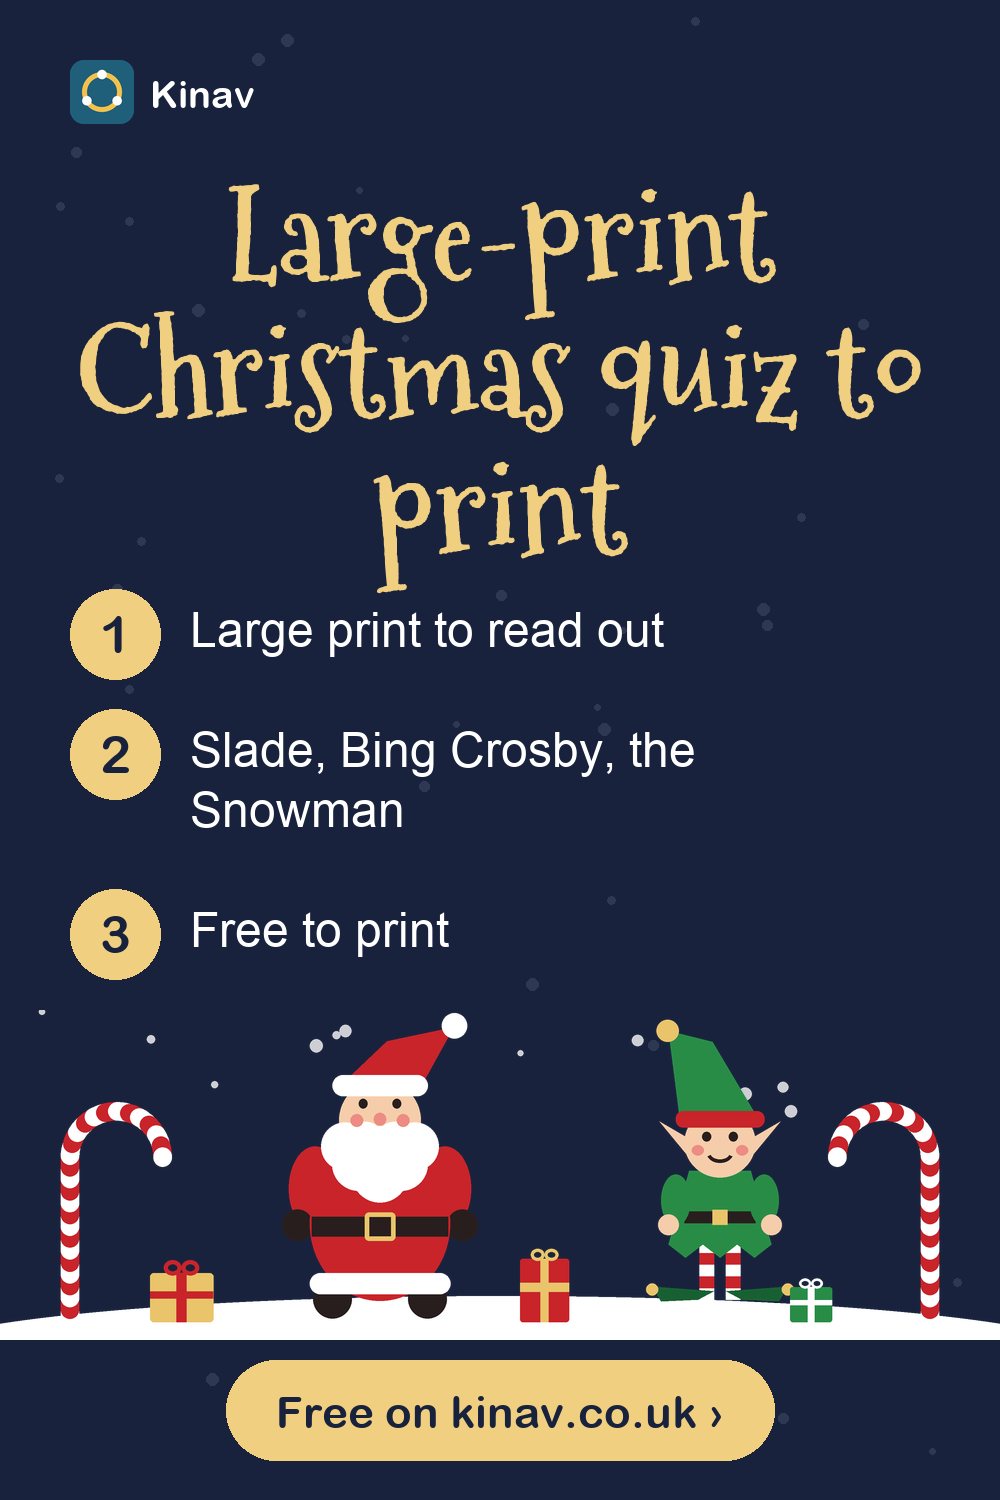 Kinav
Large-print
Christmas quiz to
print
1 Large print to read out
2 Slade, Bing Crosby, the
Snowman
3 Free to print
Free on kinav.co.uk ›